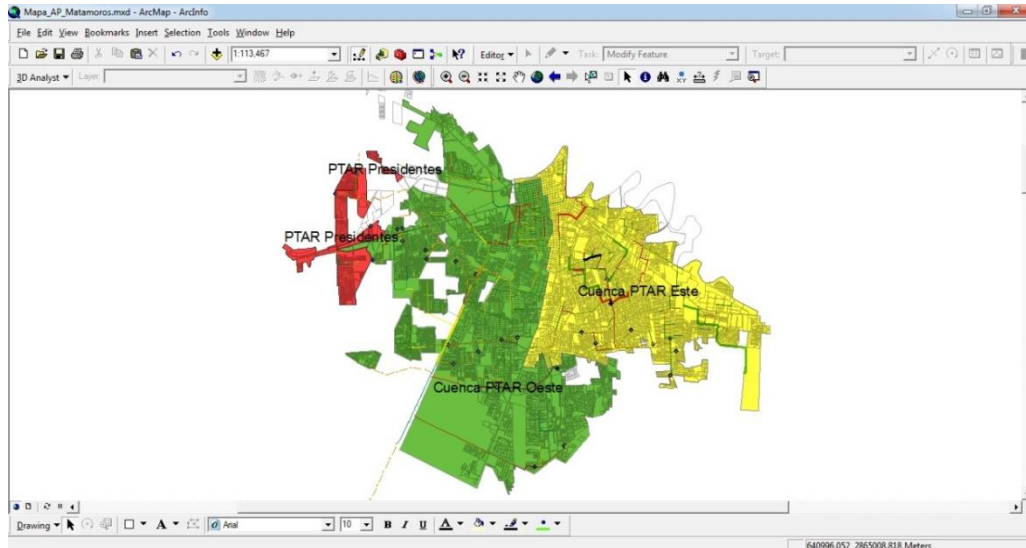 Mapa_AP_Matamoros.mxd - ArcMap - ArcInfo
File Edit View Bookmarks Insert Selection Tools Window Help
1:113,467 Editor Task: Modify Feature Target:
3D Analyst Layer:
PTAR Presidentes
PTAR Presidentes
Cuenca PTAR Este
Cuenca PTAR Oeste
Drawing A Arial 10 B I U A
640996.052 2865008.818 Meters